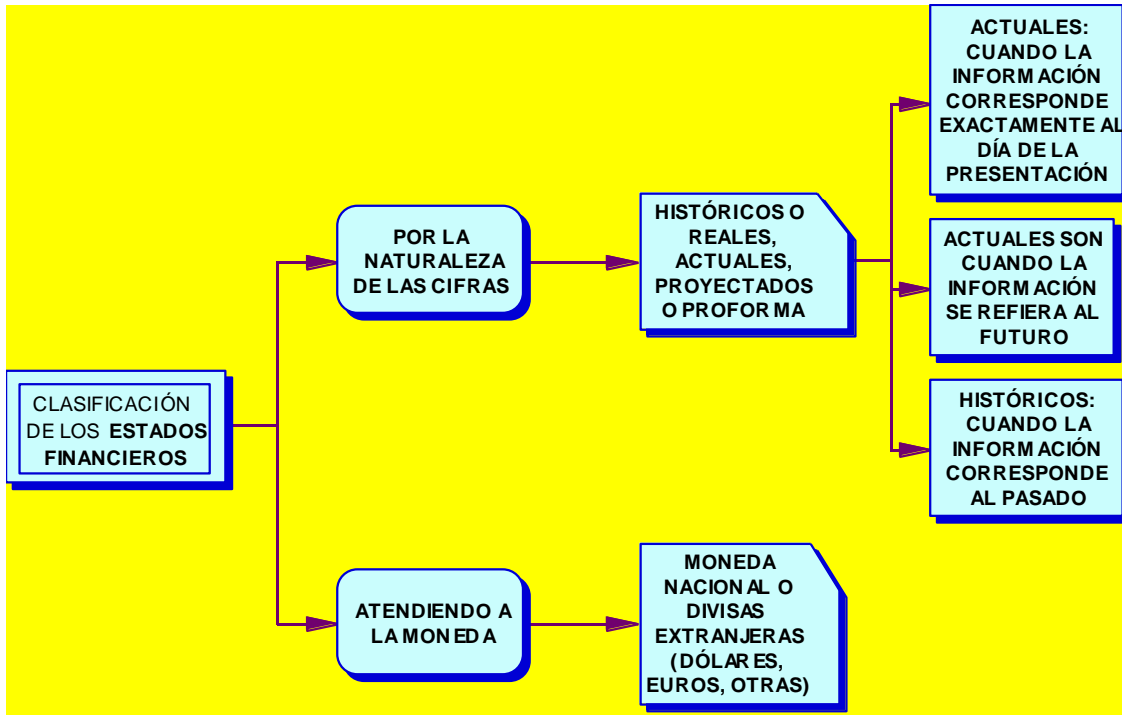 CLASIFICACIÓN
DE LOS ESTADOS
FINANCIEROS
POR LA
NATURALEZA
DE LAS CIFRAS
HISTÓRICOS O
REALES,
ACTUALES,
PROYECTADOS
O PROFORMA
ACTUALES:
CUANDO LA
INFORMACIÓN
CORRESPONDE
EXACTAMENTE AL
DÍA DE LA
PRESENTACIÓN
ACTUALES SON
CUANDO LA
INFORMACIÓN
SE REFIERA AL
FUTURO
HISTÓRICOS:
CUANDO LA
INFORMACIÓN
CORRESPONDE
AL PASADO
ATENDIENDO A
LA MONEDA
MONEDA
NACIONAL O
DIVISAS
EXTRANJERAS
(DÓLARES,
EUROS, OTRAS)